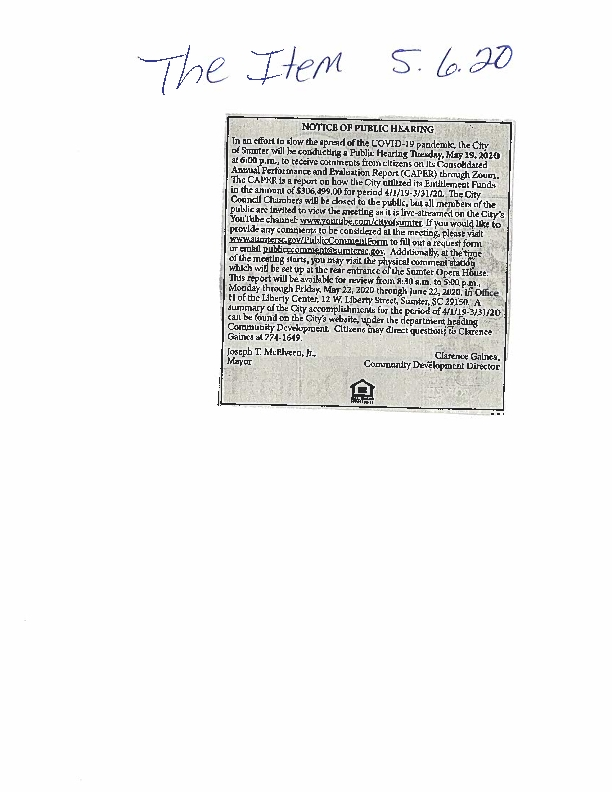 The Item 5.6.20
NOTICE OF PUBLIC HEARING
In an effort to slow the spread of the COVID-19 pandemic, the City
of Sumter will be conducting a Public Hearing Tuesday, May 19, 2020
at 6:00 p.m., to receive comments from citizens on its Consolidated
Annual Performance and Evaluation Report (CAPER) through Zoom.
The CAPER is a report on how the City utilized its Entitlement Funds
in the amount of $306,499.00 for period 4/1/19-3/31/20. The City
Council Chambers will be closed to the public, but all members of the
public are invited to view the meeting as it is live-streamed on the City's
YouTube channel: www.youtube.com/cityofsumter. If you would like to
provide any comments to be considered at the meeting, please visit
www.sumtersc.gov/PublicCommentForm to fill out a request form
or email publiccomment@sumtersc.gov. Additionally, at the time
of the meeting starts, you may visit the physical comment station
which will be set up at the rear entrance of the Sumter Opera House.
This report will be available for review from 8:30 a.m. to 5:00 p.m.,
Monday through Friday, May 22, 2020 through June 22, 2020, in Office
of the Liberty Center, 12 W. Liberty Street, Sumter, SC 29150. A
summary of the City accomplishments for the period of 4/1/19-3/31/20
can be found on the City's website, under the department heading
Community Development. Citizens may direct questions to Clarence
Gaines at 774-1649.
Joseph T. McElveen, Jr., Clarence Gaines,
Mayor Community Development Director